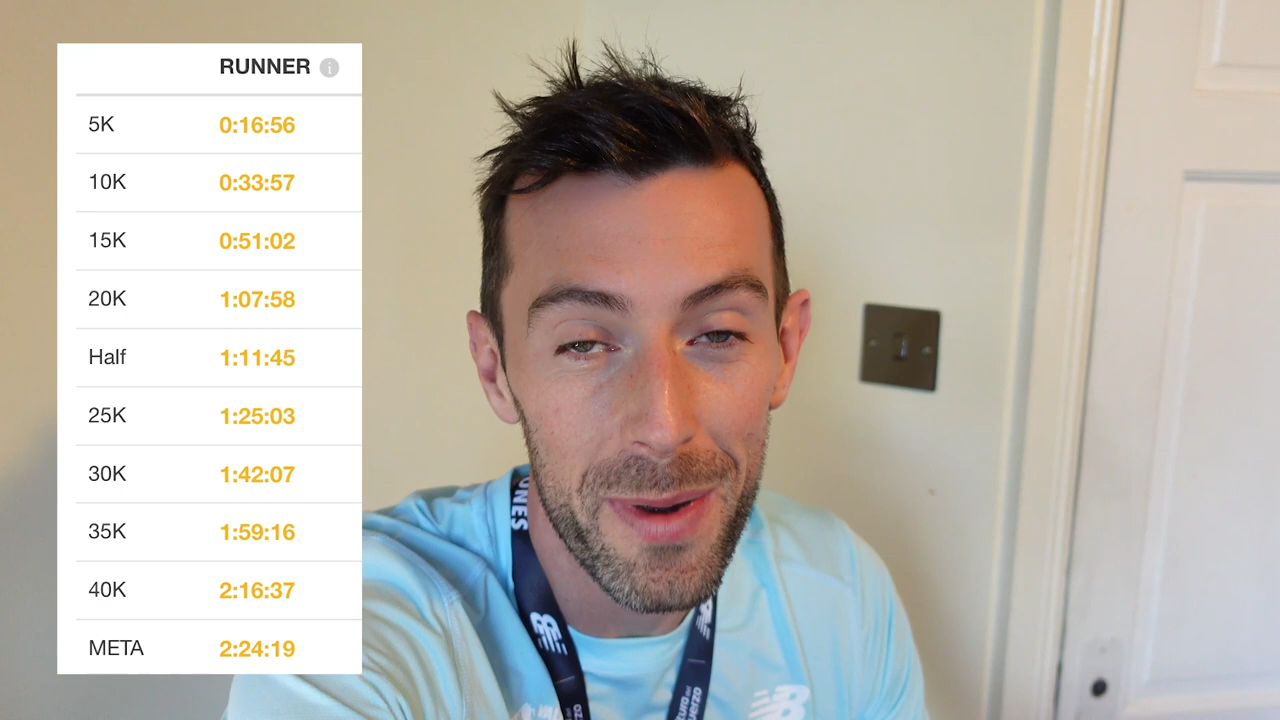 RUNNER i
5K 0:16:56
10K 0:33:57
15K 0:51:02
20K 1:07:58
Half 1:11:45
25K 1:25:03
30K 1:42:07
35K 1:59:16
40K 2:16:37
META 2:24:19
ONES